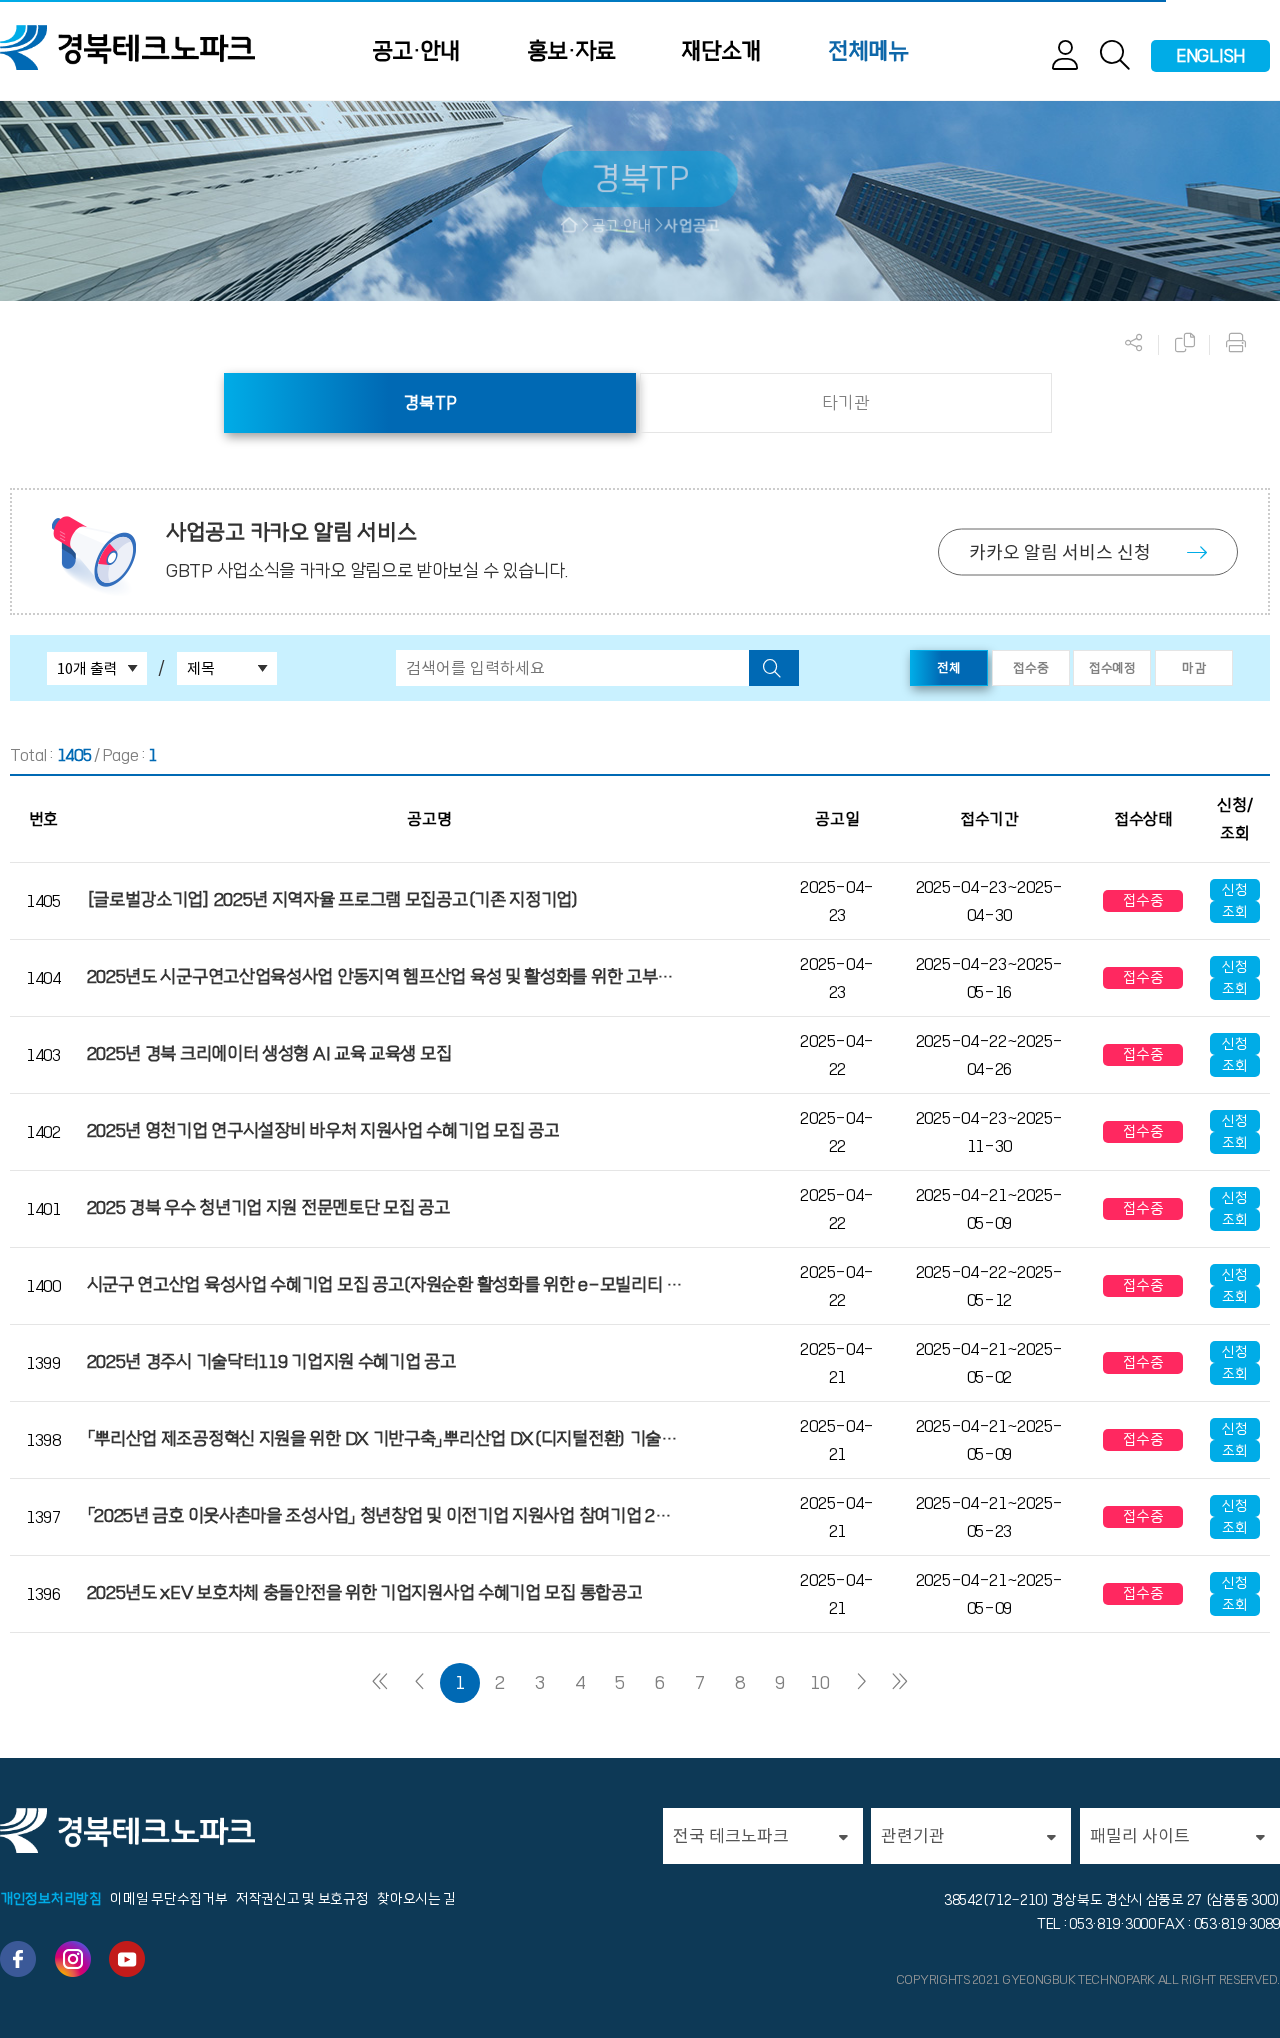 경북테크노파크
공고·안내 홍보·자료 재단소개 전체메뉴
ENGLISH
경북TP
공고 안내 사업공고
경북TP
타기관
사업공고 카카오 알림 서비스
GBTP 사업소식을 카카오 알림으로 받아보실 수 있습니다.
카카오 알림 서비스 신청
10개 출력 / 제목
검색어를 입력하세요
전체 접수중 접수예정 마감
Total : 1405 / Page : 1
번호 공고명 공고일 접수기간 접수상태 신청/
조회
1405 [글로벌강소기업] 2025년 지역자율 프로그램 모집공고(기존 지정기업) 2025-04-
23 2025-04-23~2025-
04-30 접수중 신청
조회
1404 2025년도 시군구연고산업육성사업 안동지역 헴프산업 육성 및 활성화를 위한 고부… 2025-04-
23 2025-04-23~2025-
05-16 접수중 신청
조회
1403 2025년 경북 크리에이터 생성형 AI 교육 교육생 모집 2025-04-
22 2025-04-22~2025-
04-26 접수중 신청
조회
1402 2025년 영천기업 연구시설장비 바우처 지원사업 수혜기업 모집 공고 2025-04-
22 2025-04-23~2025-
11-30 접수중 신청
조회
1401 2025 경북 우수 청년기업 지원 전문멘토단 모집 공고 2025-04-
22 2025-04-21~2025-
05-09 접수중 신청
조회
1400 시군구 연고산업 육성사업 수혜기업 모집 공고(자원순환 활성화를 위한 e-모빌리티 … 2025-04-
22 2025-04-22~2025-
05-12 접수중 신청
조회
1399 2025년 경주시 기술닥터119 기업지원 수혜기업 공고 2025-04-
21 2025-04-21~2025-
05-02 접수중 신청
조회
1398 「뿌리산업 제조공정혁신 지원을 위한 DX 기반구축」뿌리산업 DX(디지털전환) 기술… 2025-04-
21 2025-04-21~2025-
05-09 접수중 신청
조회
1397 「2025년 금호 이웃사촌마을 조성사업」 청년창업 및 이전기업 지원사업 참여기업 2… 2025-04-
21 2025-04-21~2025-
05-23 접수중 신청
조회
1396 2025년도 xEV 보호차체 충돌안전을 위한 기업지원사업 수혜기업 모집 통합공고 2025-04-
21 2025-04-21~2025-
05-09 접수중 신청
조회
1 2 3 4 5 6 7 8 9 10
경북테크노파크
전국 테크노파크 관련기관 패밀리 사이트
개인정보처리방침 이메일 무단수집거부 저작권신고 및 보호규정 찾아오시는 길
38542(712-210) 경상북도 경산시 삼풍로 27 (삼풍동 300)
TEL : 053·819·3000 FAX : 053·819·3089
COPYRIGHTS 2021 GYEONGBUK TECHNOPARK ALL RIGHT RESERVED.